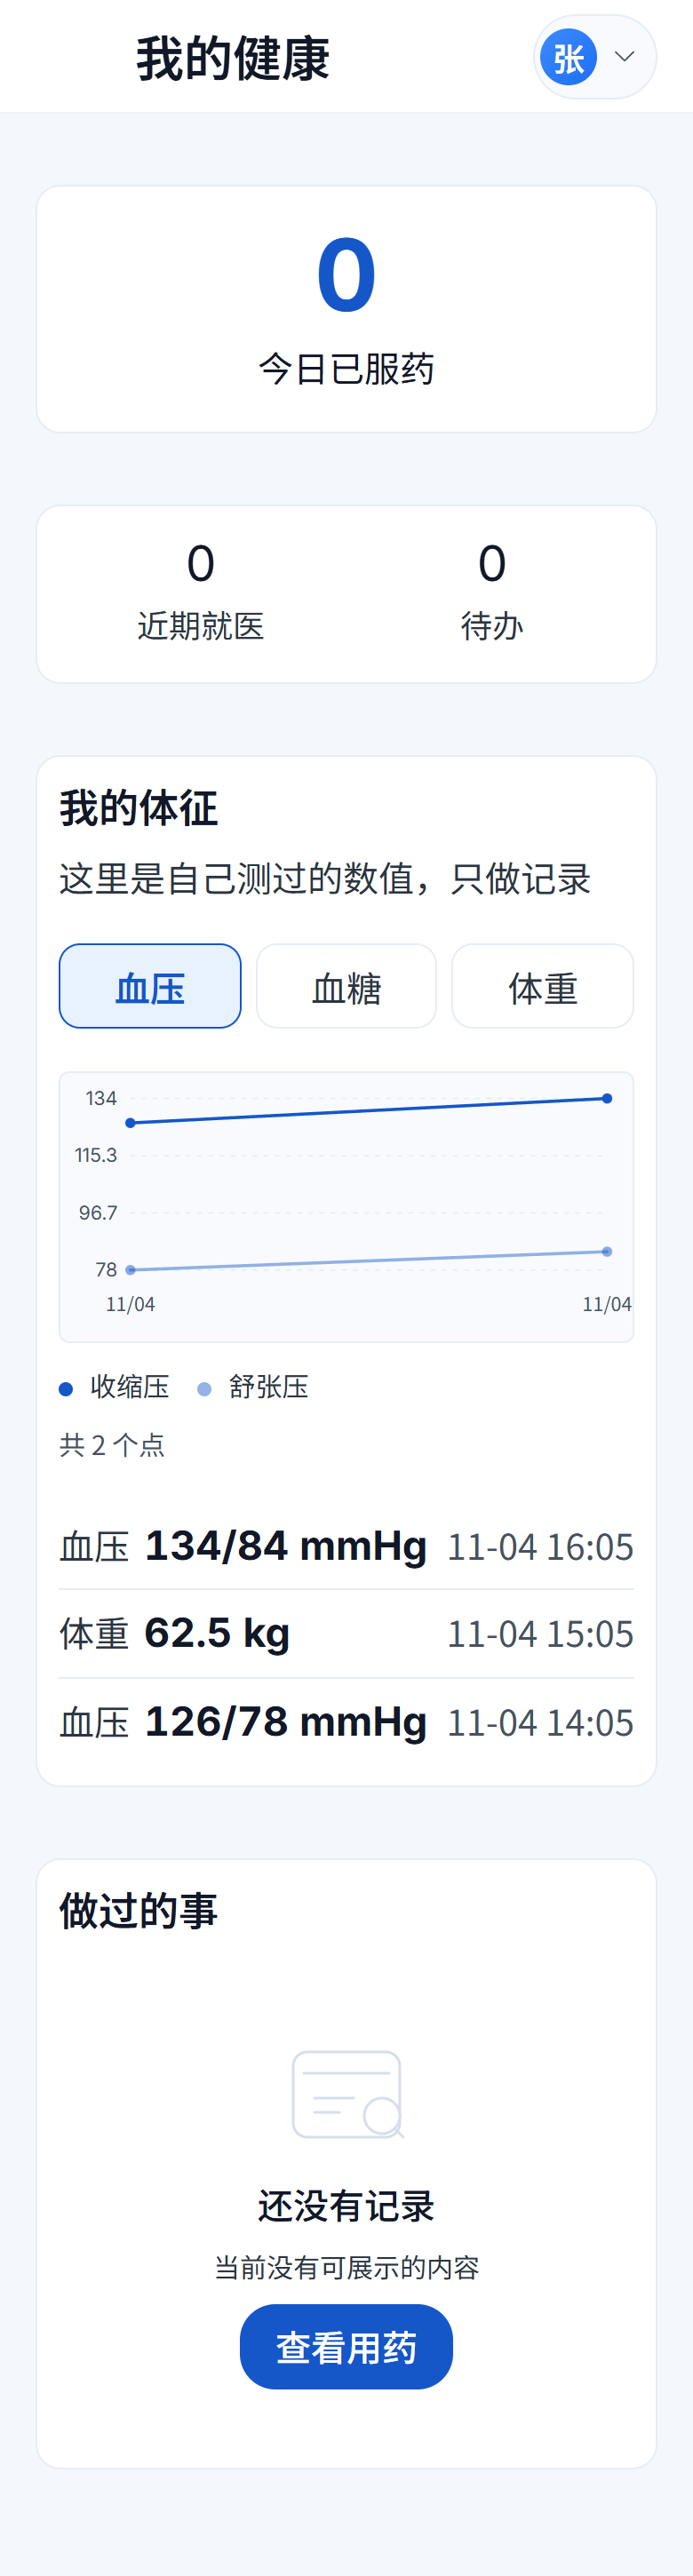 我的健康
张
0
今日已服药
0
近期就医
0
待办
我的体征
这里是自己测过的数值，只做记录
血压
血糖
体重
134
115.3
96.7
78
11/04
11/04
收缩压
舒张压
共 2 个点
血压 134/84 mmHg 11-04 16:05
体重 62.5 kg 11-04 15:05
血压 126/78 mmHg 11-04 14:05
做过的事
还没有记录
当前没有可展示的内容
查看用药